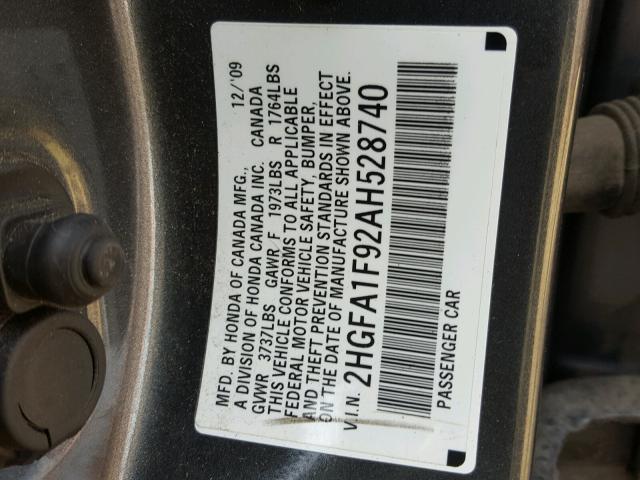 MFD. BY HONDA OF CANADA MFG., 12/'09
A DIVISION OF HONDA CANADA INC. CANADA
GVWR 3737LBS GAWR/F 1973LBS R 1764LBS
THIS VEHICLE CONFORMS TO ALL APPLICABLE
FEDERAL MOTOR VEHICLE SAFETY, BUMPER,
AND THEFT PREVENTION STANDARDS IN EFFECT
ON THE DATE OF MANUFACTURE SHOWN ABOVE.
V.I.N. 2HGFA1F92AH528740
PASSENGER CAR